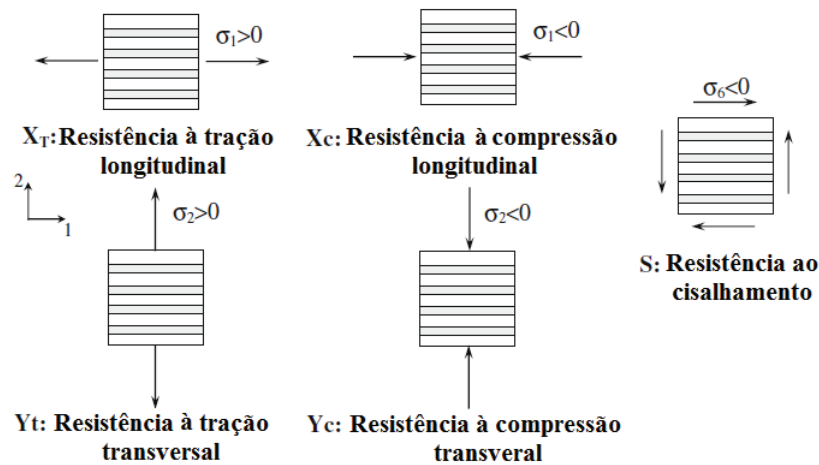 σ₁>0
X_T: Resistência à tração
longitudinal
σ₁<0
Xc: Resistência à compressão
longitudinal
σ₆<0
S: Resistência ao
cisalhamento
2
1
σ₂>0
Yt: Resistência à tração
transversal
σ₂<0
Yc: Resistência à compressão
transveral